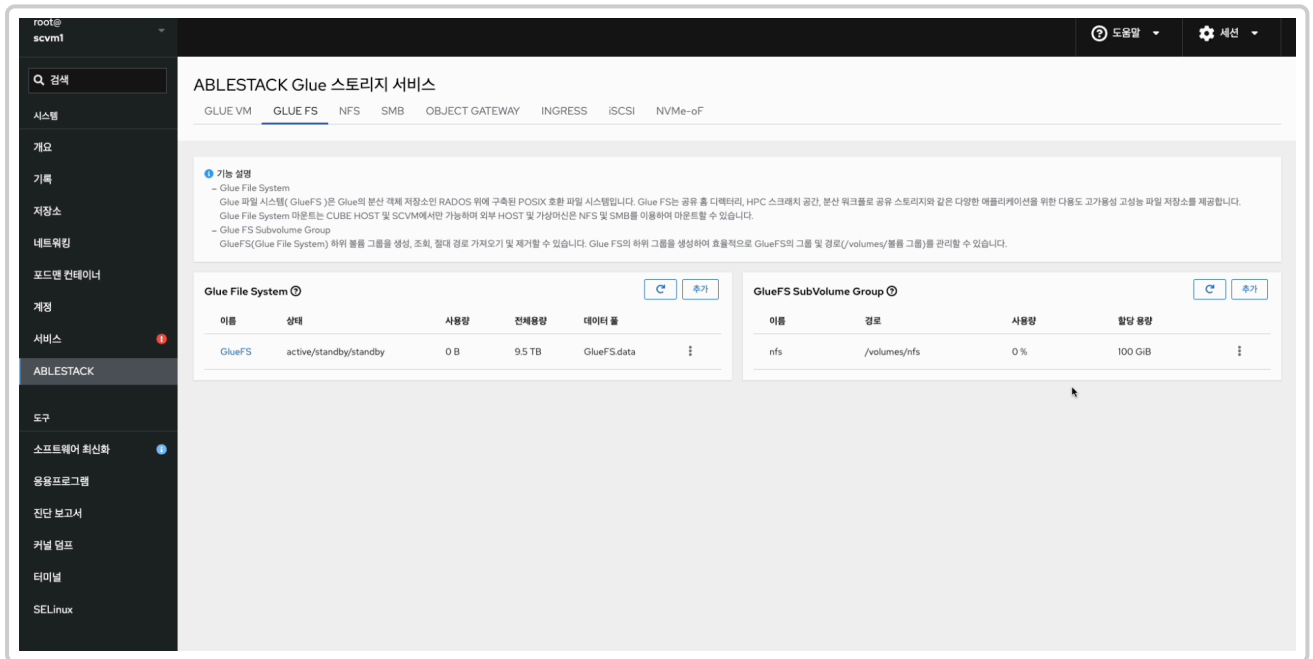 root@
scvm1
도움말
세션
검색
시스템
개요
기록
저장소
네트워킹
포드맨 컨테이너
계정
서비스
ABLESTACK
도구
소프트웨어 최신화
응용프로그램
진단 보고서
커널 덤프
터미널
SELinux
ABLESTACK Glue 스토리지 서비스
GLUE VM GLUE FS NFS SMB OBJECT GATEWAY INGRESS iSCSI NVMe-oF
기능 설명
– Glue File System
Glue 파일 시스템( GlueFS )은 Glue의 분산 객체 저장소인 RADOS 위에 구축된 POSIX 호환 파일 시스템입니다. Glue FS는 공유 홈 디렉터리, HPC 스크래치 공간, 분산 워크플로 공유 스토리지와 같은 다양한 애플리케이션을 위한 다용도 고가용성 고성능 파일 저장소를 제공합니다.
Glue File System 마운트는 CUBE HOST 및 SCVM에서만 가능하며 외부 HOST 및 가상머신은 NFS 및 SMB를 이용하여 마운트할 수 있습니다.
– Glue FS Subvolume Group
GlueFS(Glue File System) 하위 볼륨 그룹을 생성, 조회, 절대 경로 가져오기 및 제거할 수 있습니다. Glue FS의 하위 그룹을 생성하여 효율적으로 GlueFS의 그룹 및 경로(/volumes/볼륨 그룹)를 관리할 수 있습니다.
Glue File System
추가
이름 상태 사용량 전체용량 데이터 풀
GlueFS active/standby/standby 0 B 9.5 TB GlueFS.data
GlueFS SubVolume Group
추가
이름 경로 사용량 할당 용량
nfs /volumes/nfs 0 % 100 GiB